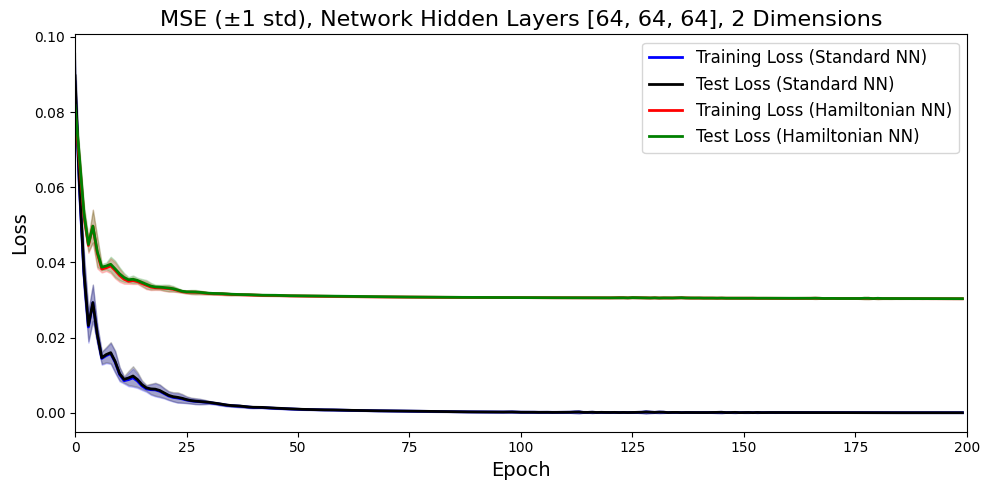 MSE (±1 std), Network Hidden Layers [64, 64, 64], 2 Dimensions
Loss
0.10
0.08
0.06
0.04
0.02
0.00
Training Loss (Standard NN)
Test Loss (Standard NN)
Training Loss (Hamiltonian NN)
Test Loss (Hamiltonian NN)
0 25 50 75 100 125 150 175 200
Epoch